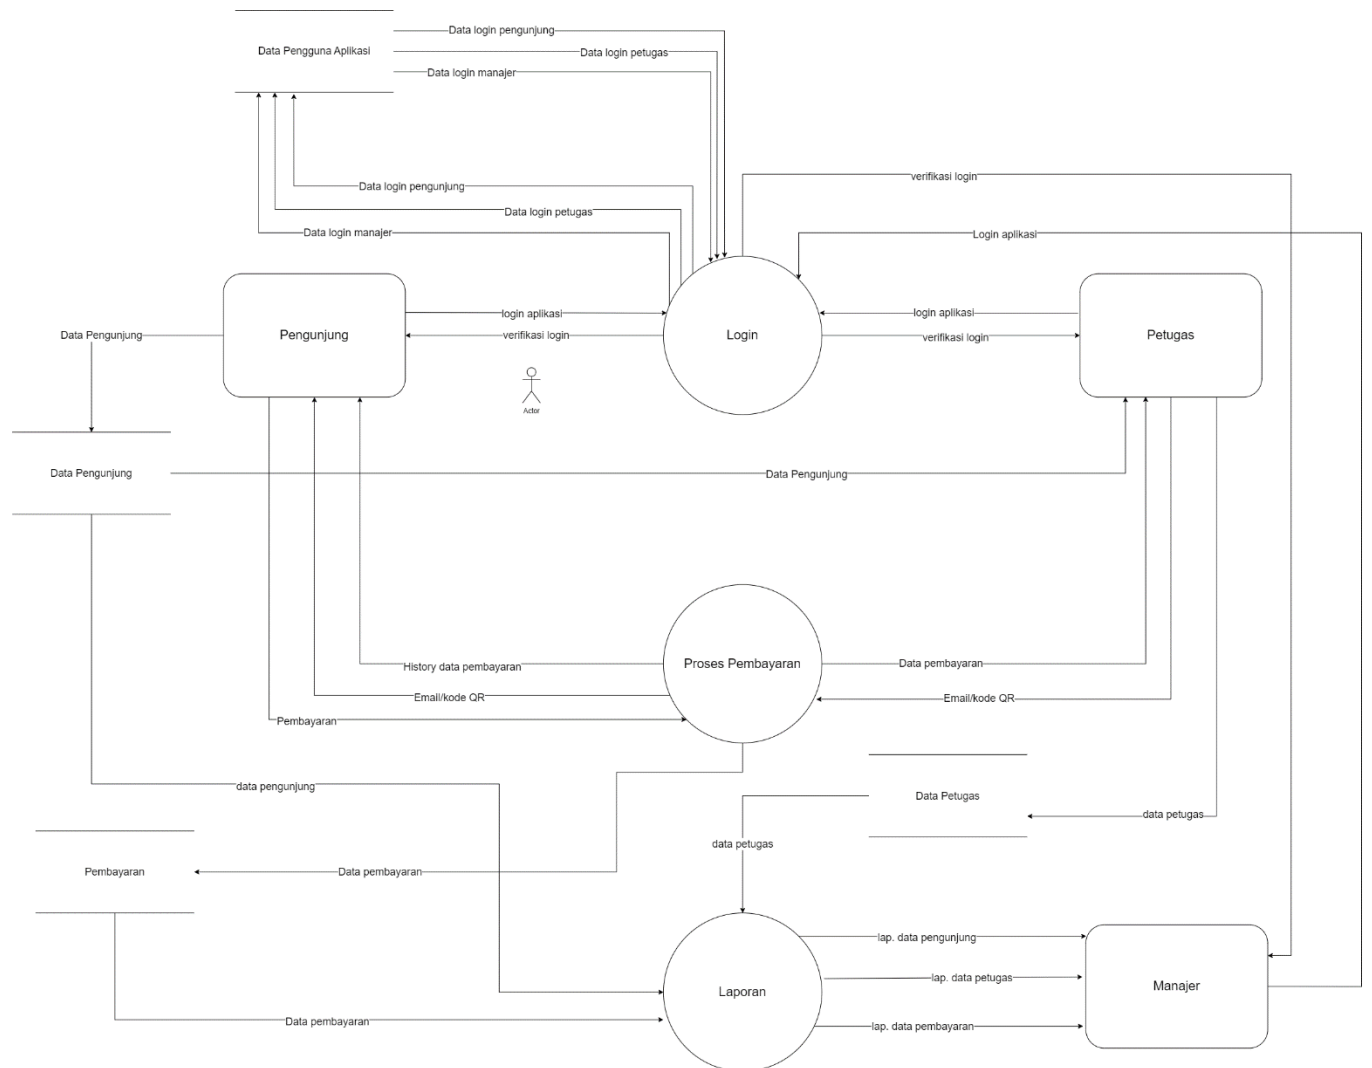 Data login pengunjung
Data Pengguna Aplikasi
Data login petugas
Data login manajer
verifikasi login
Data login pengunjung
Data login petugas
Data login manajer
Login aplikasi
login aplikasi
login aplikasi
Data Pengunjung
Pengunjung
verifikasi login
Login
verifikasi login
Petugas
Actor
Data Pengunjung
Data Pengunjung
History data pembayaran
Proses Pembayaran
Data pembayaran
Email/kode QR
Email/kode QR
Pembayaran
data pengunjung
Data Petugas
data petugas
data petugas
Pembayaran
Data pembayaran
lap. data pengunjung
lap. data petugas
Laporan
Manajer
Data pembayaran
lap. data pembayaran